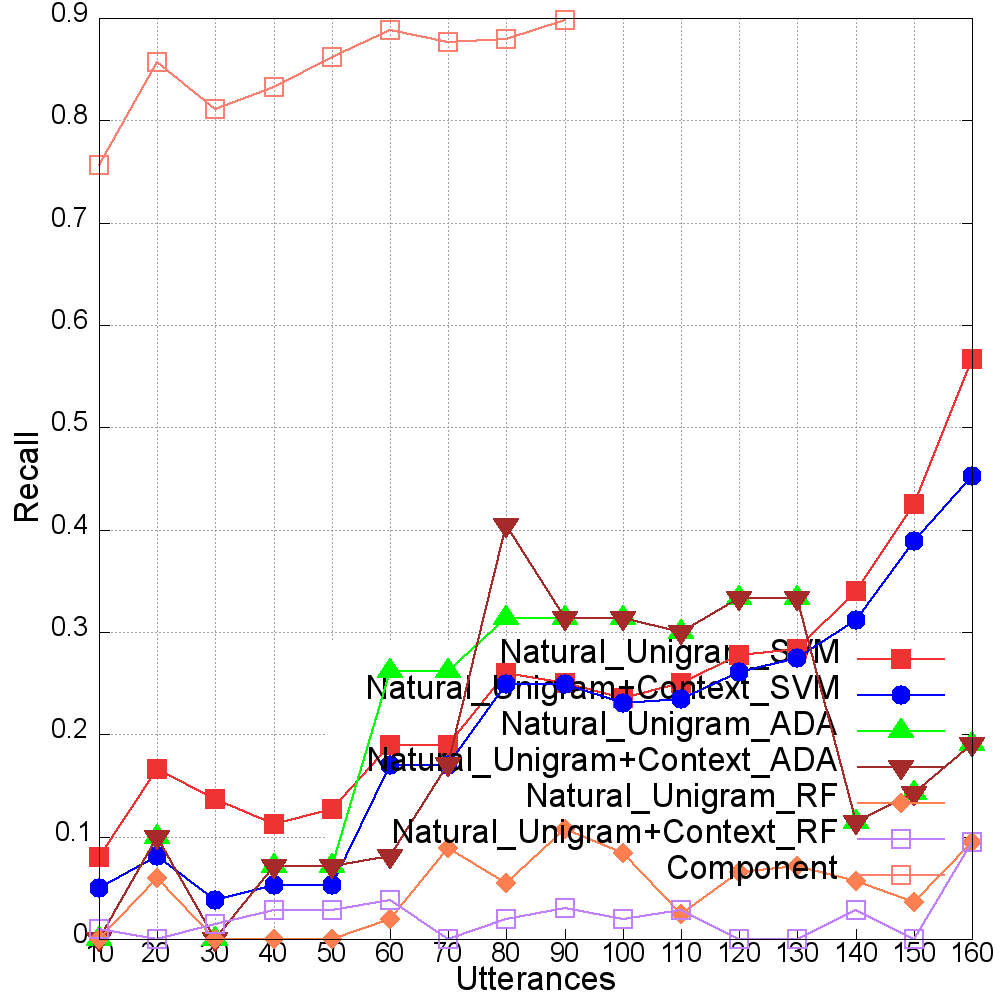 0.9
0.8
0.7
0.6
0.5
0.4
0.3
0.2
0.1
0
Recall
Natural_Unigram_SVM
Natural_Unigram+Context_SVM
Natural_Unigram_ADA
Natural_Unigram+Context_ADA
Natural_Unigram_RF
Natural_Unigram+Context_RF
Component
10 20 30 40 50 60 70 80 90 100 110 120 130 140 150 160
Utterances